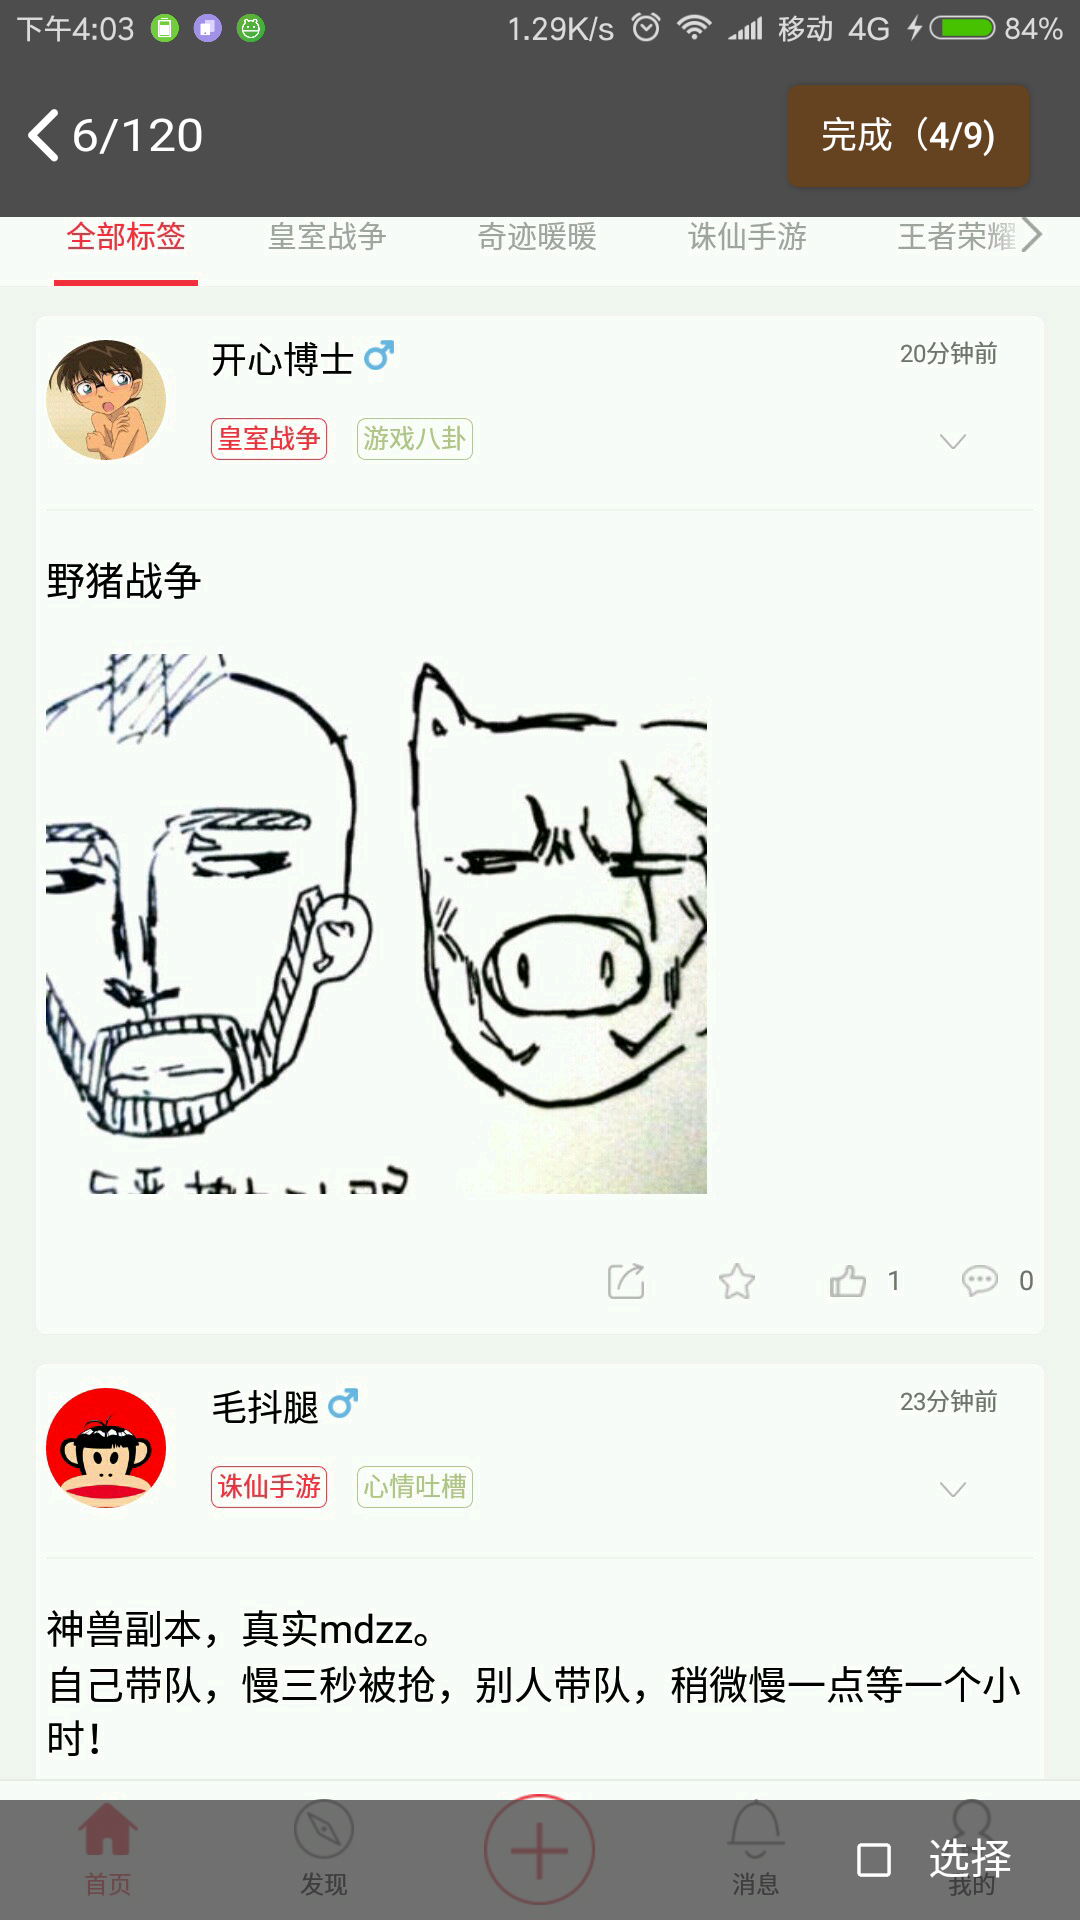 下午4:03 1.29K/s 移动 4G 84%
6/120 完成（4/9)
全部标签 皇室战争 奇迹暖暖 诛仙手游 王者荣耀
开心博士 20分钟前
皇室战争 游戏八卦
野猪战争
1 0
毛抖腿 23分钟前
诛仙手游 心情吐槽
神兽副本，真实mdzz。
自己带队，慢三秒被抢，别人带队，稍微慢一点等一个小
时！
首页 发现 消息 我的
选择